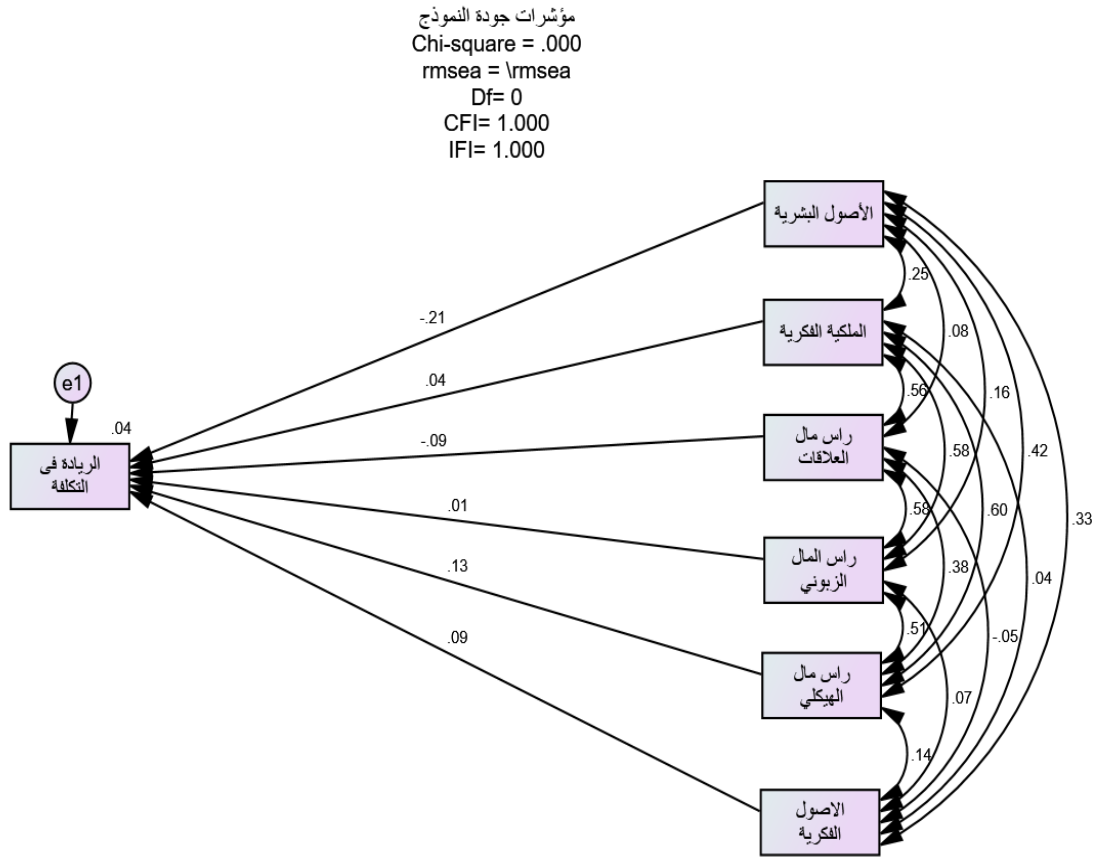 مؤشرات جودة النموذج
Chi-square = .000
rmsea = \rmsea
Df= 0
CFI= 1.000
IFI= 1.000
الأصول البشرية
.25
-.21
الملكية الفكرية
.08
e1
.04
.56
.16
.04
راس مال
العلاقات
-.09
.58
.42
الريادة فى
التكلفة
.01
.58
.60
.33
راس المال
الزبوني
.13
.38
.04
.51
-.05
.09
راس مال
الهيكلي
.07
.14
الاصول
الفكرية